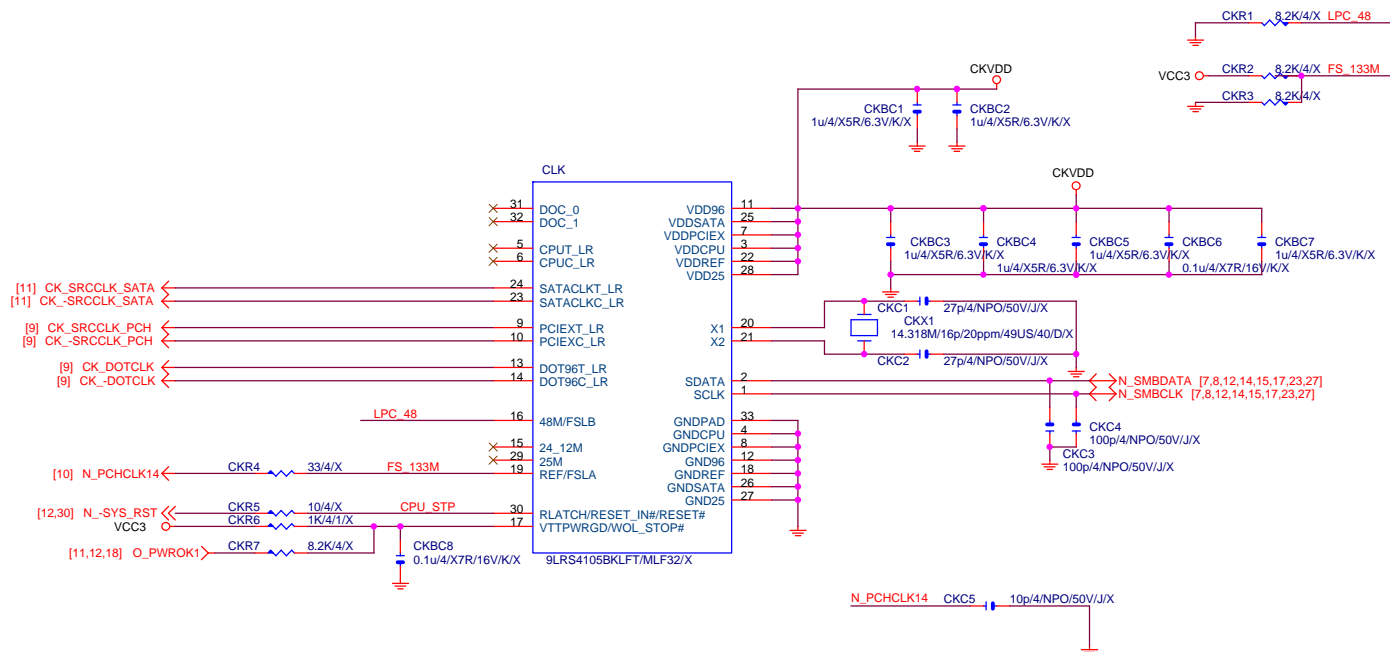 CKR1 8.2K/4/X LPC_48
VCC3 CKR2 8.2K/4/X FS_133M
CKR3 8.2K/4/X
CKVDD
CKBC1
1u/4/X5R/6.3V/K/X
CKBC2
1u/4/X5R/6.3V/K/X
CKVDD
CKBC3
1u/4/X5R/6.3V/K/X
CKBC4
1u/4/X5R/6.3V/K/X
CKBC5
1u/4/X5R/6.3V/K/X
CKBC6
0.1u/4/X7R/16V/K/X
CKBC7
1u/4/X5R/6.3V/K/X
CLK
31 DOC_0
32 DOC_1
5 CPUT_LR
6 CPUC_LR
[11] CK_SRCCLK_SATA 24 SATACLKT_LR
[11] CK_-SRCCLK_SATA 23 SATACLKC_LR
[9] CK_SRCCLK_PCH 9 PCIEXT_LR
[9] CK_-SRCCLK_PCH 10 PCIEXC_LR
[9] CK_DOTCLK 13 DOT96T_LR
[9] CK_-DOTCLK 14 DOT96C_LR
LPC_48 16 48M/FSLB
15 24_12M
29 25M
[10] N_PCHCLK14 CKR4 33/4/X FS_133M 19 REF/FSLA
[12,30] N_-SYS_RST CKR5 10/4/X CPU_STP 30 RLATCH/RESET_IN#/RESET#
VCC3 CKR6 1K/4/1/X 17 VTTPWRGD/WOL_STOP#
[11,12,18] O_PWROK1 CKR7 8.2K/4/X
CKBC8
0.1u/4/X7R/16V/K/X
9LRS4105BKLFT/MLF32/X
VDD96 11
VDDSATA 25
VDDPCIEX 7
VDDCPU 3
VDDREF 22
VDD25 28
X1 20
X2 21
CKC1 27p/4/NPO/50V/J/X
CKX1
14.318M/16p/20ppm/49US/40/D/X
CKC2 27p/4/NPO/50V/J/X
SDATA 2 N_SMBDATA [7,8,12,14,15,17,23,27]
SCLK 1 N_SMBCLK [7,8,12,14,15,17,23,27]
GNDPAD 33
GNDCPU 4
GNDPCIEX 8
GND96 12
GNDREF 18
GNDSATA 26
GND25 27
CKC4
100p/4/NPO/50V/J/X
CKC3
100p/4/NPO/50V/J/X
N_PCHCLK14 CKC5 10p/4/NPO/50V/J/X